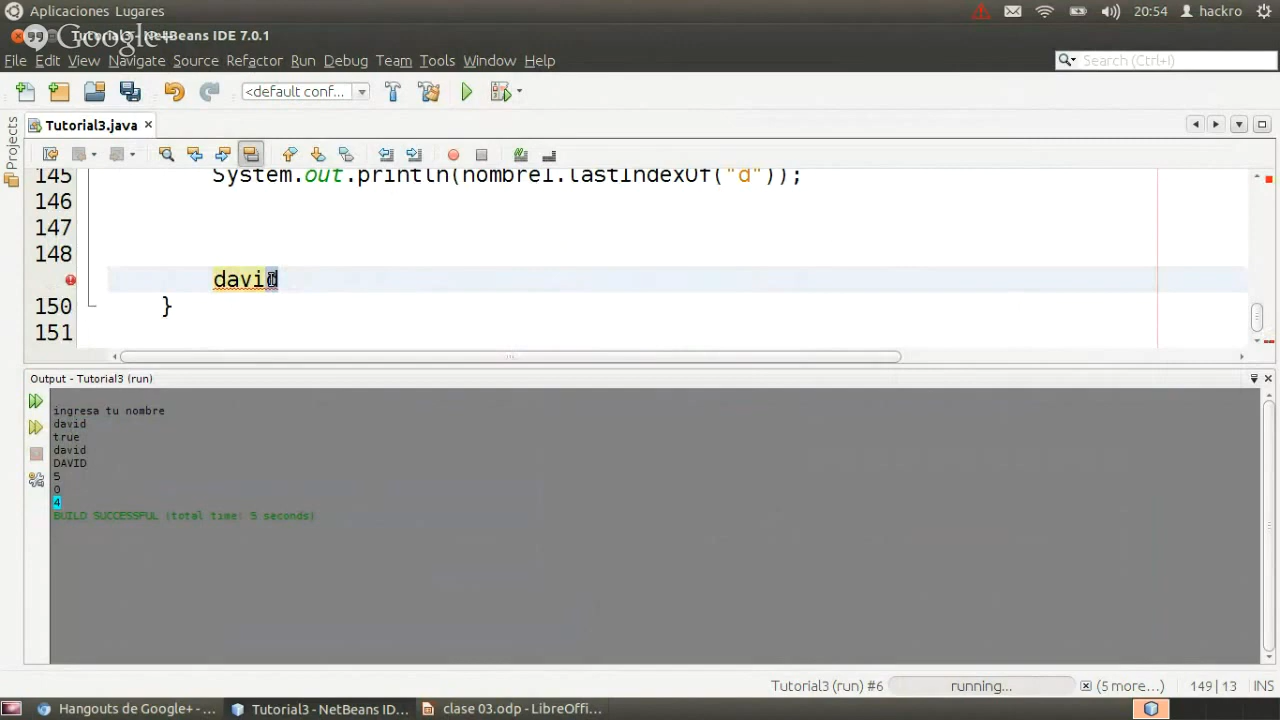 Aplicaciones Lugares
20:54
hackro
Google+
Tutorial3 - NetBeans IDE 7.0.1
File Edit View Navigate Source Refactor Run Debug Team Tools Window Help
Search (Ctrl+I)
<default conf...
Projects
Tutorial3.java
145 System.out.println(nombre1.lastIndexOf("d"));
146
147
148
david
150 }
151
Output - Tutorial3 (run)
ingresa tu nombre
david
true
david
DAVID
5
0
4
BUILD SUCCESSFUL (total time: 5 seconds)
Tutorial3 (run) #6 running... (5 more...) 149|13 INS
Hangouts de Google+ - ... Tutorial3 - NetBeans ID... clase 03.odp - LibreOffi...